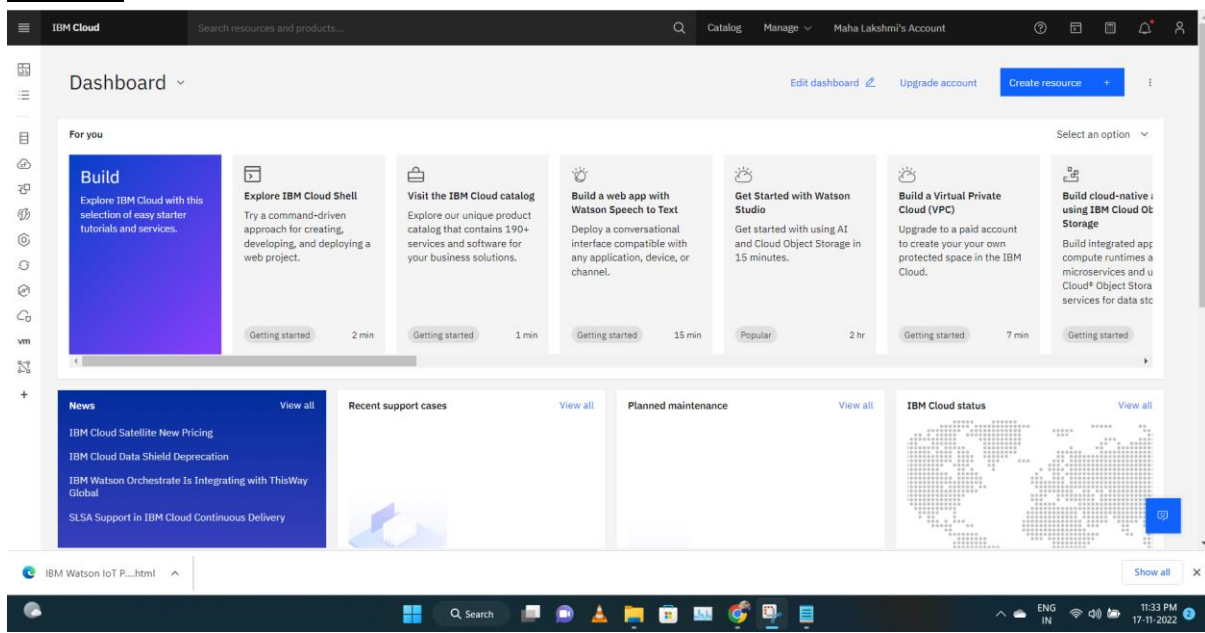 IBM Cloud
Search resources and products...
Catalog
Manage
Maha Lakshmi's Account
Dashboard
Edit dashboard
Upgrade account
Create resource +
For you
Select an option
Build
Explore IBM Cloud with this
selection of easy starter
tutorials and services.
Explore IBM Cloud Shell
Try a command-driven
approach for creating,
developing, and deploying a
web project.
Getting started
2 min
Visit the IBM Cloud catalog
Explore our unique product
catalog that contains 190+
services and software for
your business solutions.
Getting started
1 min
Build a web app with
Watson Speech to Text
Deploy a conversational
interface compatible with
any application, device, or
channel.
Getting started
15 min
Get Started with Watson
Studio
Get started with using AI
and Cloud Object Storage in
15 minutes.
Popular
2 hr
Build a Virtual Private
Cloud (VPC)
Upgrade to a paid account
to create your your own
protected space in the IBM
Cloud.
Getting started
7 min
Build cloud-native a
using IBM Cloud Ob
Storage
Build integrated app
compute runtimes a
microservices and u
Cloud® Object Stora
services for data sto
Getting started
vm
News
View all
IBM Cloud Satellite New Pricing
IBM Cloud Data Shield Deprecation
IBM Watson Orchestrate Is Integrating with ThisWay
Global
SLSA Support in IBM Cloud Continuous Delivery
Recent support cases
View all
Planned maintenance
View all
IBM Cloud status
View all
IBM Watson IoT P....html
Show all
Search
ENG
IN
11:33 PM
17-11-2022
2